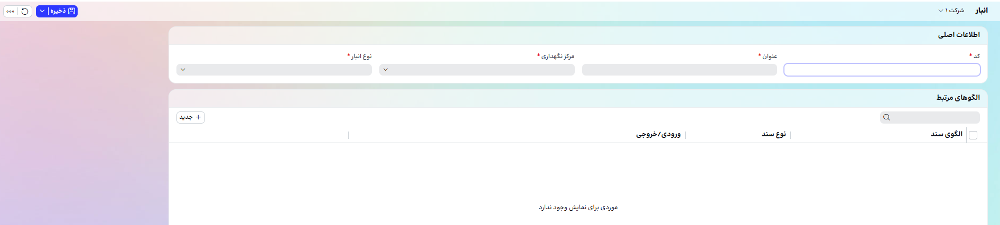 انبار شرکت ۱ ذخیره
اطلاعات اصلی
کد * عنوان * مرکز نگهداری * نوع انبار *
الگوهای مرتبط
جدید
الگوی سند نوع سند ورودی/خروجی
موردی برای نمایش وجود ندارد